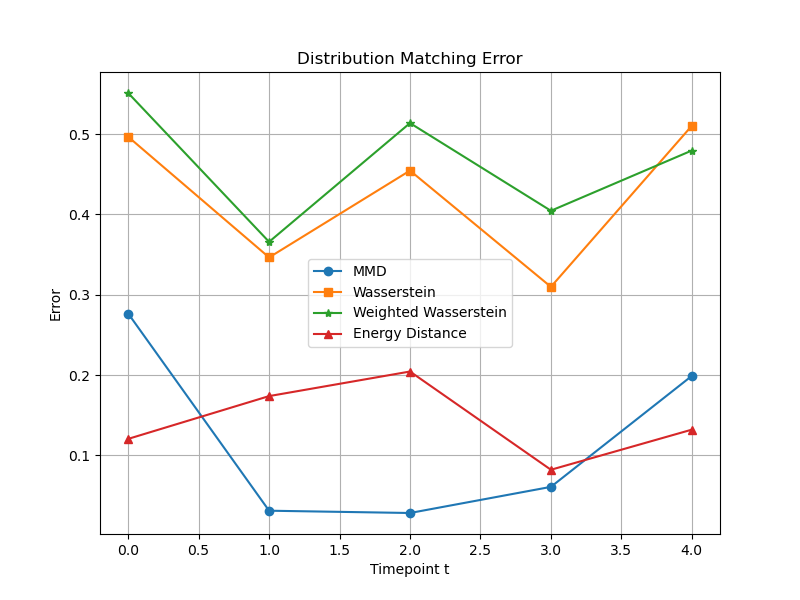 Distribution Matching Error
Error
0.5
0.4
0.3
0.2
0.1
MMD
Wasserstein
Weighted Wasserstein
Energy Distance
0.0 0.5 1.0 1.5 2.0 2.5 3.0 3.5 4.0
Timepoint t